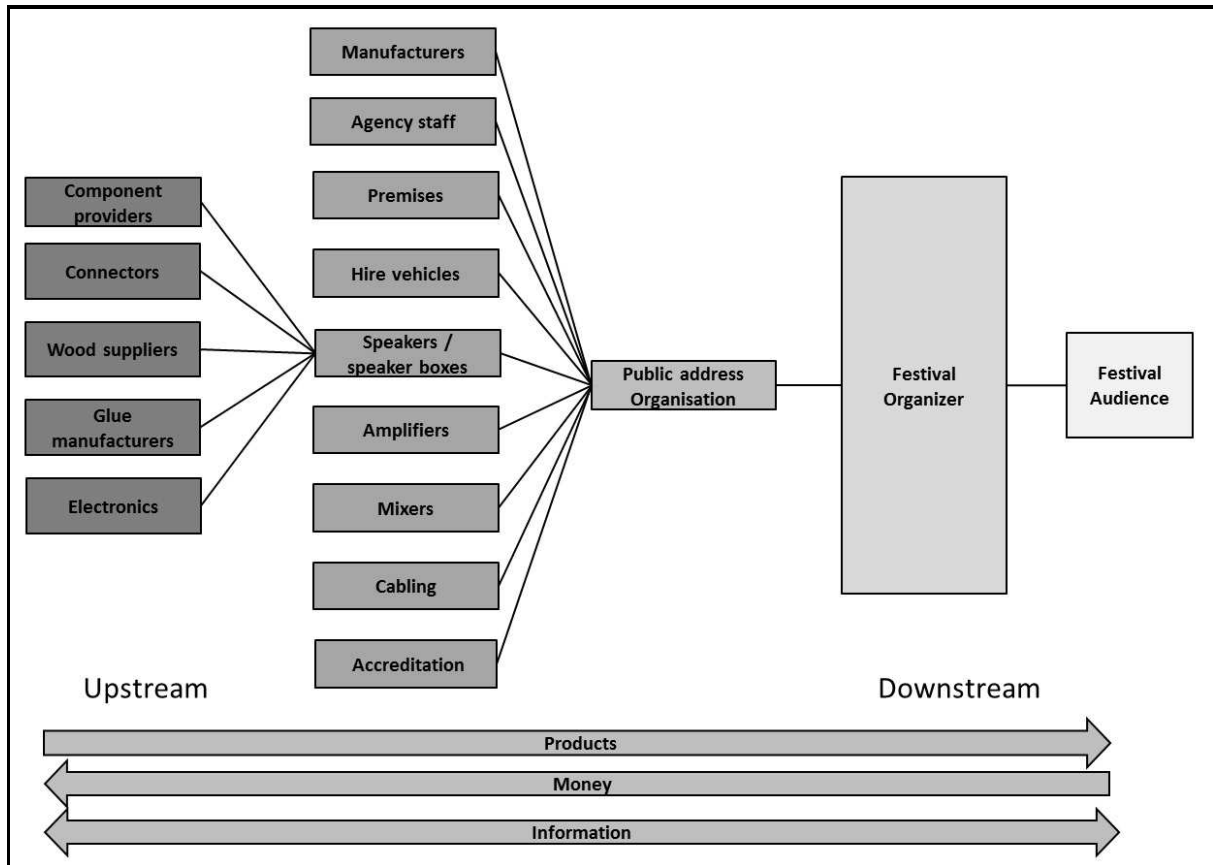 Manufacturers
Agency staff
Premises
Hire vehicles
Speakers /
speaker boxes
Amplifiers
Mixers
Cabling
Accreditation
Component
providers
Connectors
Wood suppliers
Glue
manufacturers
Electronics
Public address
Organisation
Festival
Organizer
Festival
Audience
Upstream
Downstream
Products
Money
Information